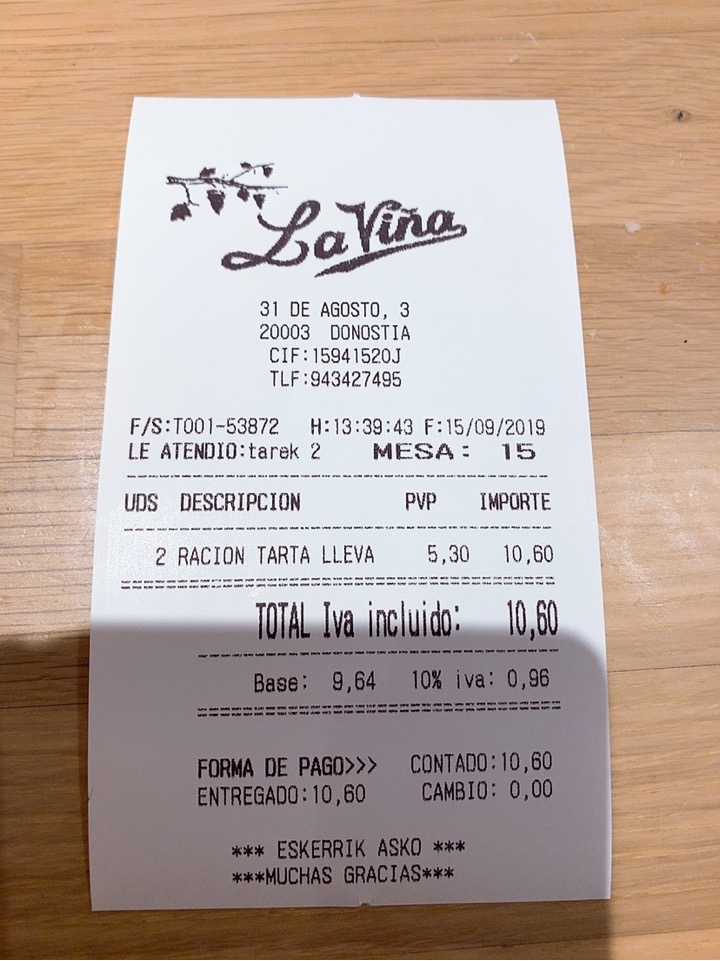 La Viña
31 DE AGOSTO, 3
20003 DONOSTIA
CIF:15941520J
TLF:943427495
F/S:T001-53872 H:13:39:43 F:15/09/2019
LE ATENDIO:tarek 2 MESA: 15
UDS DESCRIPCION PVP IMPORTE
2 RACION TARTA LLEVA 5,30 10,60
TOTAL Iva incluido: 10,60
Base: 9,64 10% iva: 0,96
FORMA DE PAGO>>> CONTADO:10,60
ENTREGADO:10,60 CAMBIO: 0,00
*** ESKERRIK ASKO ***
***MUCHAS GRACIAS***